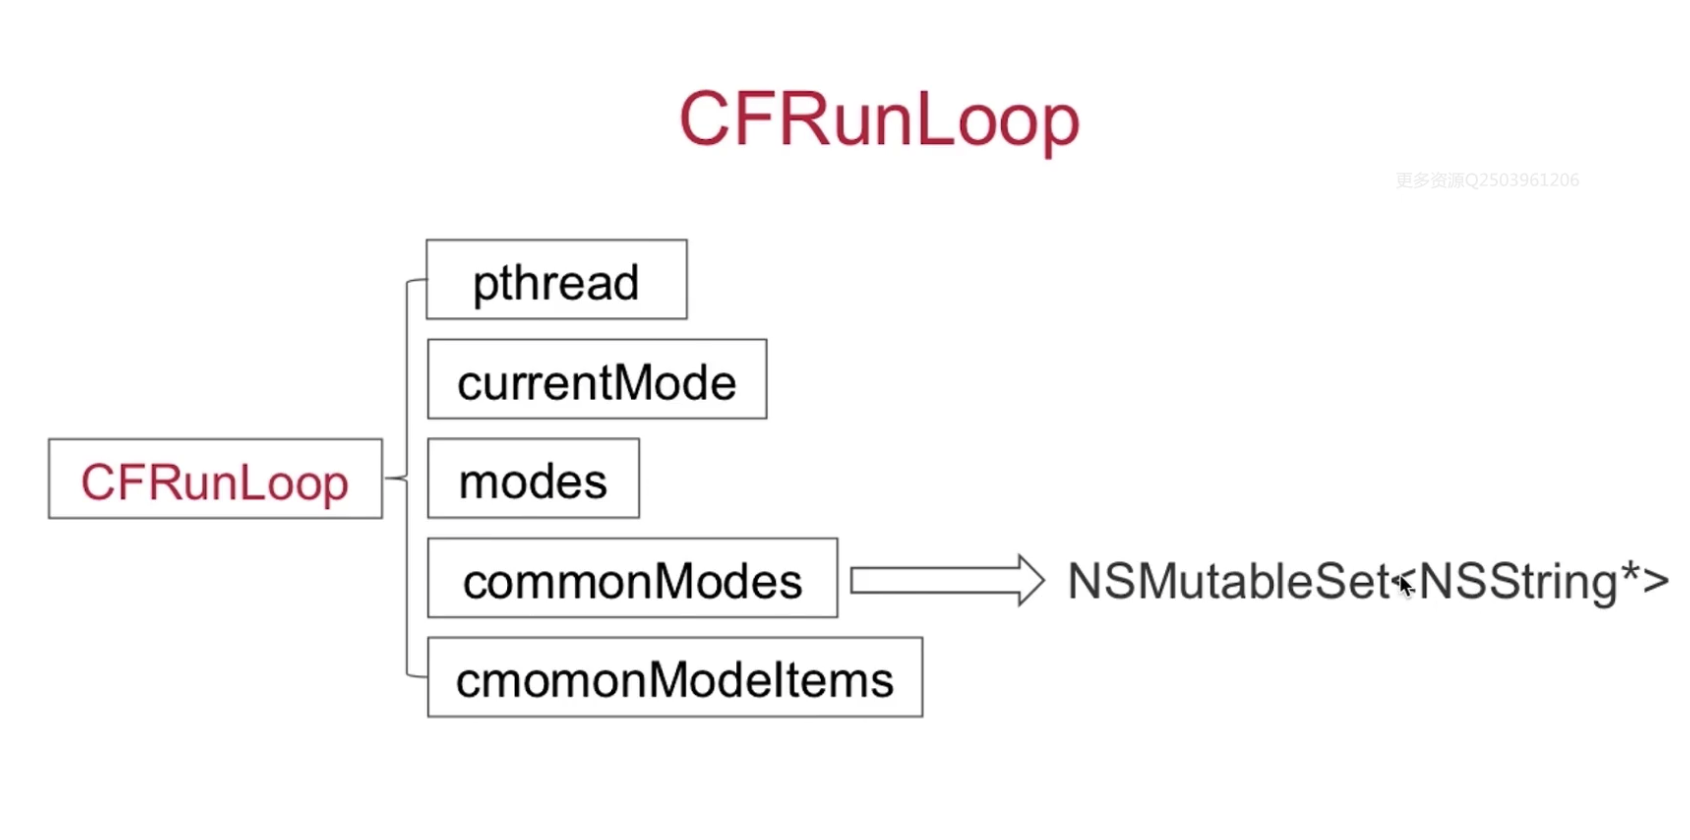 CFRunLoop
更多资源Q2503961206
pthread
currentMode
CFRunLoop
modes
commonModes
NSMutableSet<NSString*>
cmomonModeItems